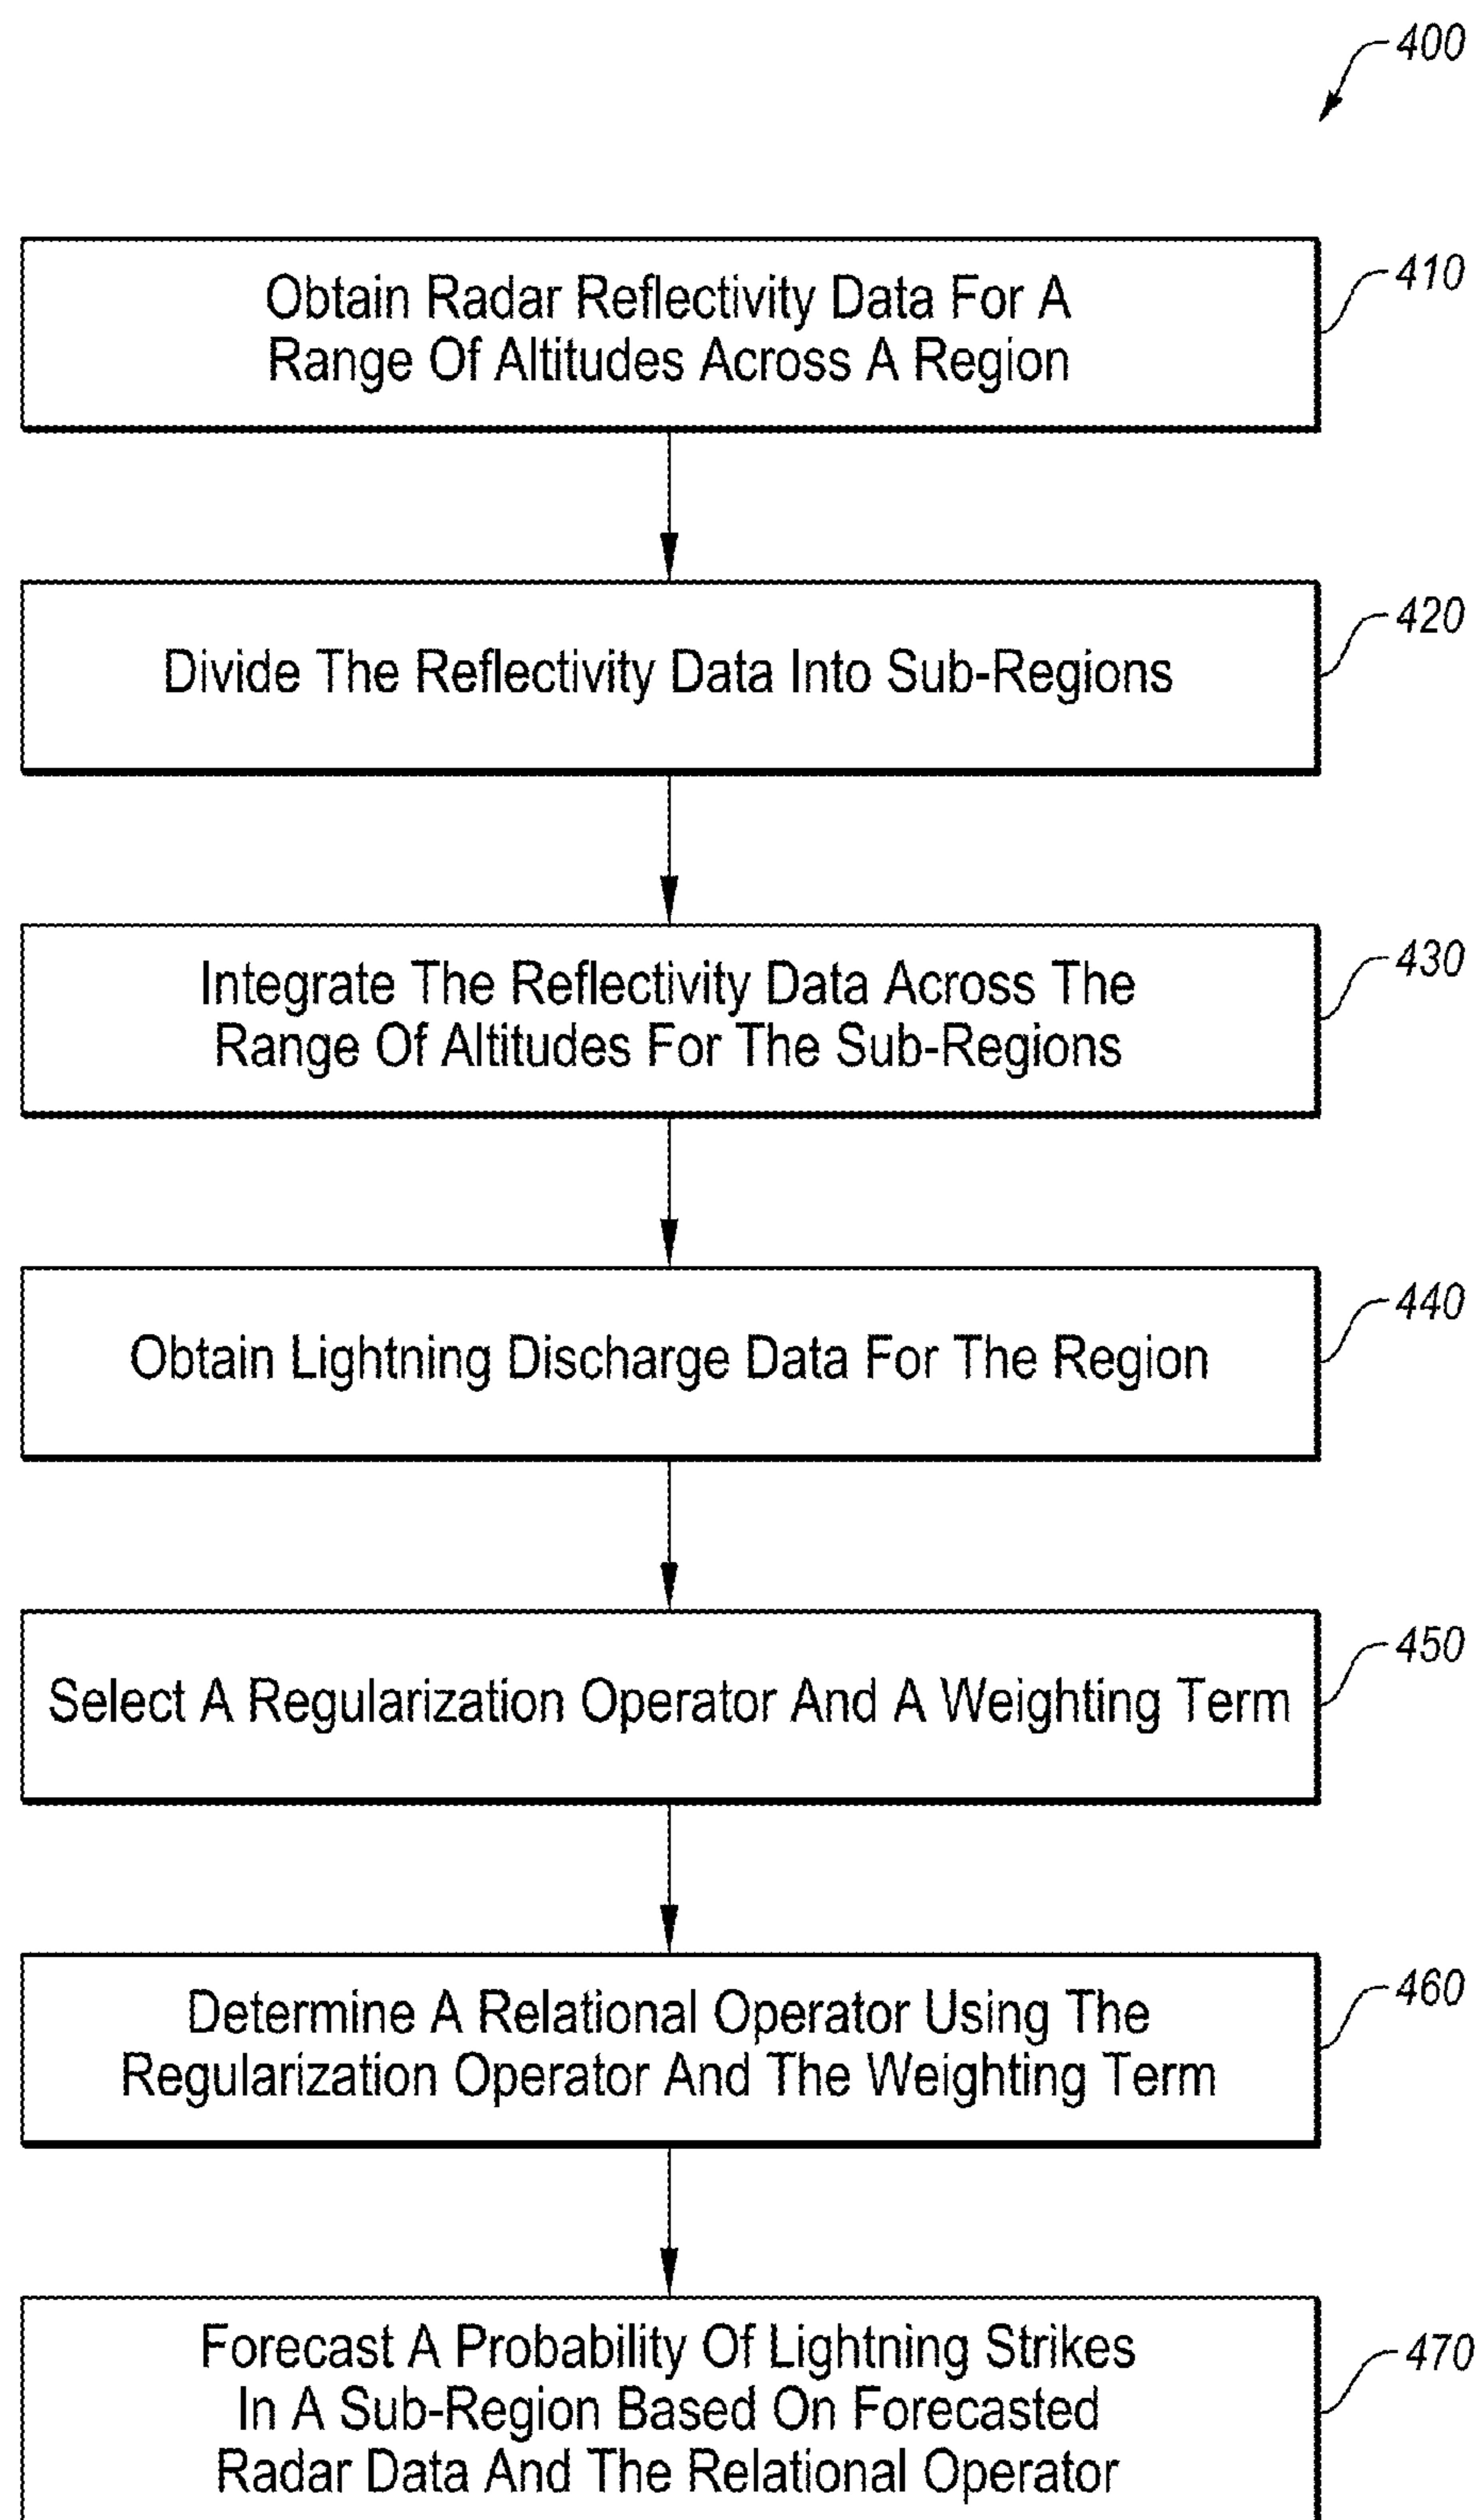 400
Obtain Radar Reflectivity Data For A
Range Of Altitudes Across A Region
410
Divide The Reflectivity Data Into Sub-Regions
420
Integrate The Reflectivity Data Across The
Range Of Altitudes For The Sub-Regions
430
Obtain Lightning Discharge Data For The Region
440
Select A Regularization Operator And A Weighting Term
450
Determine A Relational Operator Using The
Regularization Operator And The Weighting Term
460
Forecast A Probability Of Lightning Strikes
In A Sub-Region Based On Forecasted
Radar Data And The Relational Operator
470